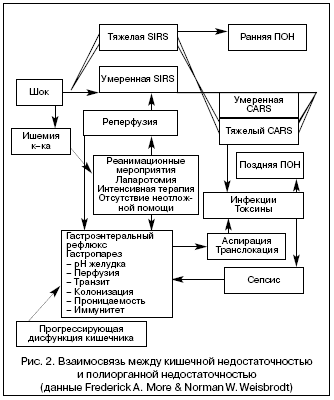 Тяжелая SIRS
Ранняя ПОН
Шок
Умеренная SIRS
Умеренная
CARS
Тяжелый CARS
Ишемия
к–ка
Реперфузия
Реанимационные
мероприятия
Лапаротомия
Интенсивная терапия
Отсутствие неотлож-
ной помощи
Поздняя ПОН
Инфекции
Токсины
Гастроэнтеральный
рефлюкс
Гастропарез
– pH желудка
– Перфузия
– Транзит
– Колонизация
– Проницаемость
– Иммунитет
Аспирация
Транслокация
Сепсис
Прогрессирующая
дисфункция кишечника
Рис. 2. Взаимосвязь между кишечной недостаточностью
и полиорганной недостаточностью
(данные Frederick A. More & Norman W. Weisbrodt)